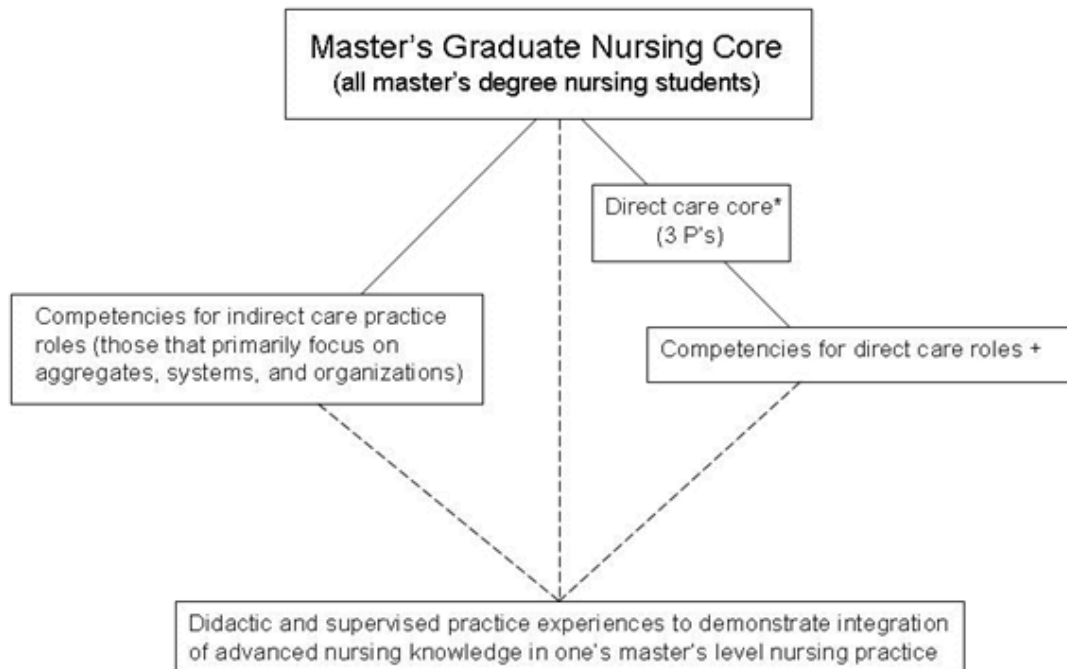 Master's Graduate Nursing Core
(all master's degree nursing students)
Direct care core*
(3 P's)
Competencies for indirect care practice
roles (those that primarily focus on
aggregates, systems, and organizations)
Competencies for direct care roles +
Didactic and supervised practice experiences to demonstrate integration
of advanced nursing knowledge in one's master's level nursing practice